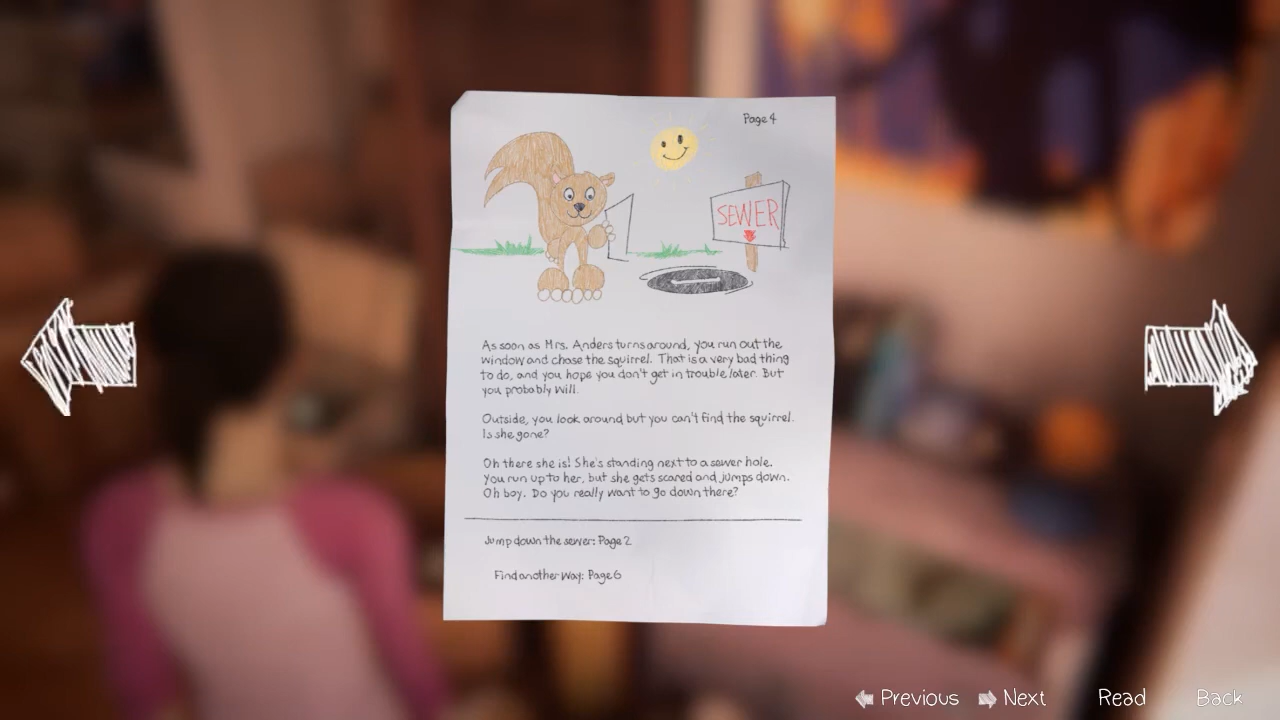 Page 4
SEWER
As soon as Mrs. Anders turns around, you run out the
window and chase the squirrel. That is a very bad thing
to do, and you hope you don't get in trouble later. But
you probably will.
Outside, you look around but you can't find the squirrel.
Is she gone?
Oh there she is! She's standing next to a sewer hole.
You run up to her, but she gets scared and jumps down.
Oh boy. Do you really want to go down there?
Jump down the sewer: Page 2
Find another way: Page 6
Previous Next Read Back